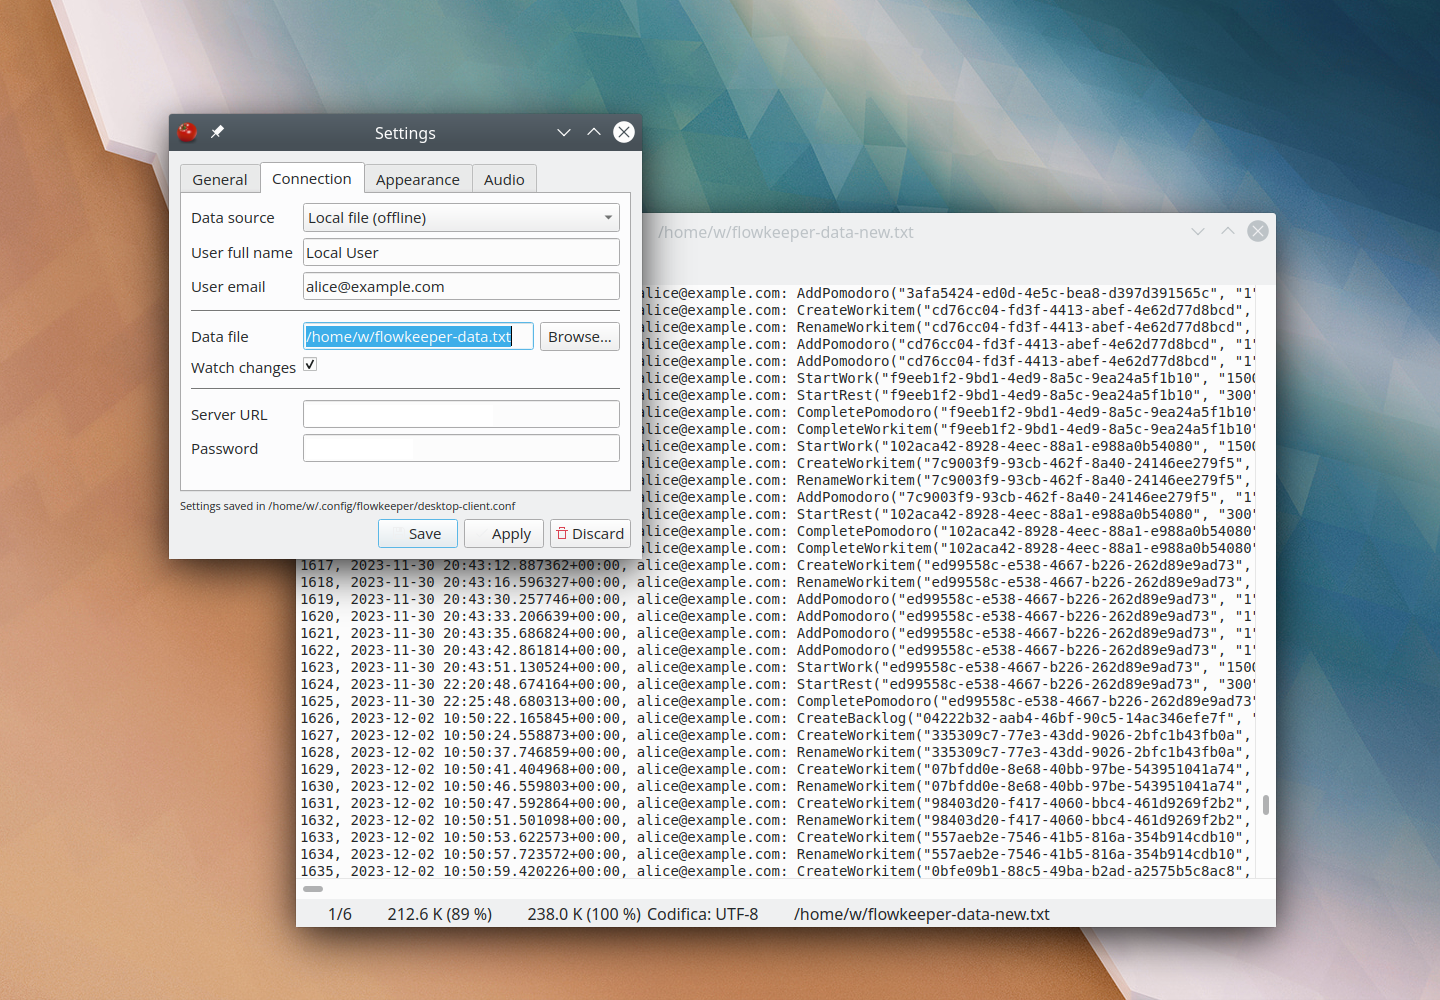 Settings
General Connection Appearance Audio
Data source Local file (offline)
User full name Local User
User email alice@example.com
Data file /home/w/flowkeeper-data.txt Browse...
Watch changes
Server URL
Password
Settings saved in /home/w/.config/flowkeeper/desktop-client.conf
Save Apply Discard
/home/w/flowkeeper-data-new.txt
alice@example.com: AddPomodoro("3afa5424-ed0d-4e5c-bea8-d397d391565c", "1"
alice@example.com: CreateWorkitem("cd76cc04-fd3f-4413-abef-4e62d77d8bcd",
alice@example.com: RenameWorkitem("cd76cc04-fd3f-4413-abef-4e62d77d8bcd",
alice@example.com: AddPomodoro("cd76cc04-fd3f-4413-abef-4e62d77d8bcd", "1"
alice@example.com: AddPomodoro("cd76cc04-fd3f-4413-abef-4e62d77d8bcd", "1"
alice@example.com: StartWork("f9eeb1f2-9bd1-4ed9-8a5c-9ea24a5f1b10", "1500
alice@example.com: StartRest("f9eeb1f2-9bd1-4ed9-8a5c-9ea24a5f1b10", "300"
alice@example.com: CompletePomodoro("f9eeb1f2-9bd1-4ed9-8a5c-9ea24a5f1b10"
alice@example.com: CompleteWorkitem("f9eeb1f2-9bd1-4ed9-8a5c-9ea24a5f1b10"
alice@example.com: StartWork("102aca42-8928-4eec-88a1-e988a0b54080", "1500
alice@example.com: CreateWorkitem("7c9003f9-93cb-462f-8a40-24146ee279f5",
alice@example.com: RenameWorkitem("7c9003f9-93cb-462f-8a40-24146ee279f5",
alice@example.com: AddPomodoro("7c9003f9-93cb-462f-8a40-24146ee279f5", "1"
alice@example.com: StartRest("102aca42-8928-4eec-88a1-e988a0b54080", "300"
alice@example.com: CompletePomodoro("102aca42-8928-4eec-88a1-e988a0b54080"
alice@example.com: CompleteWorkitem("102aca42-8928-4eec-88a1-e988a0b54080"
1617, 2023-11-30 20:43:12.887362+00:00, alice@example.com: CreateWorkitem("ed99558c-e538-4667-b226-262d89e9ad73",
1618, 2023-11-30 20:43:16.596327+00:00, alice@example.com: RenameWorkitem("ed99558c-e538-4667-b226-262d89e9ad73",
1619, 2023-11-30 20:43:30.257746+00:00, alice@example.com: AddPomodoro("ed99558c-e538-4667-b226-262d89e9ad73", "1"
1620, 2023-11-30 20:43:33.206639+00:00, alice@example.com: AddPomodoro("ed99558c-e538-4667-b226-262d89e9ad73", "1"
1621, 2023-11-30 20:43:35.686824+00:00, alice@example.com: AddPomodoro("ed99558c-e538-4667-b226-262d89e9ad73", "1"
1622, 2023-11-30 20:43:42.861814+00:00, alice@example.com: AddPomodoro("ed99558c-e538-4667-b226-262d89e9ad73", "1"
1623, 2023-11-30 20:43:51.130524+00:00, alice@example.com: StartWork("ed99558c-e538-4667-b226-262d89e9ad73", "1500
1624, 2023-11-30 22:20:48.674164+00:00, alice@example.com: StartRest("ed99558c-e538-4667-b226-262d89e9ad73", "300"
1625, 2023-11-30 22:25:48.680313+00:00, alice@example.com: CompletePomodoro("ed99558c-e538-4667-b226-262d89e9ad73"
1626, 2023-12-02 10:50:22.165845+00:00, alice@example.com: CreateBacklog("04222b32-aab4-46bf-90c5-14ac346efe7f", "
1627, 2023-12-02 10:50:24.558873+00:00, alice@example.com: CreateWorkitem("335309c7-77e3-43dd-9026-2bfc1b43fb0a",
1628, 2023-12-02 10:50:37.746859+00:00, alice@example.com: RenameWorkitem("335309c7-77e3-43dd-9026-2bfc1b43fb0a",
1629, 2023-12-02 10:50:41.404968+00:00, alice@example.com: CreateWorkitem("07bfdd0e-8e68-40bb-97be-543951041a74",
1630, 2023-12-02 10:50:46.559803+00:00, alice@example.com: RenameWorkitem("07bfdd0e-8e68-40bb-97be-543951041a74",
1631, 2023-12-02 10:50:47.592864+00:00, alice@example.com: CreateWorkitem("98403d20-f417-4060-bbc4-461d9269f2b2",
1632, 2023-12-02 10:50:51.501098+00:00, alice@example.com: RenameWorkitem("98403d20-f417-4060-bbc4-461d9269f2b2",
1633, 2023-12-02 10:50:53.622573+00:00, alice@example.com: CreateWorkitem("557aeb2e-7546-41b5-816a-354b914cdb10",
1634, 2023-12-02 10:50:57.723572+00:00, alice@example.com: RenameWorkitem("557aeb2e-7546-41b5-816a-354b914cdb10",
1635, 2023-12-02 10:50:59.420226+00:00, alice@example.com: CreateWorkitem("0bfe09b1-88c5-49ba-b2ad-a2575b5c8ac8",
1/6 212.6 K (89 %) 238.0 K (100 %) Codifica: UTF-8 /home/w/flowkeeper-data-new.txt